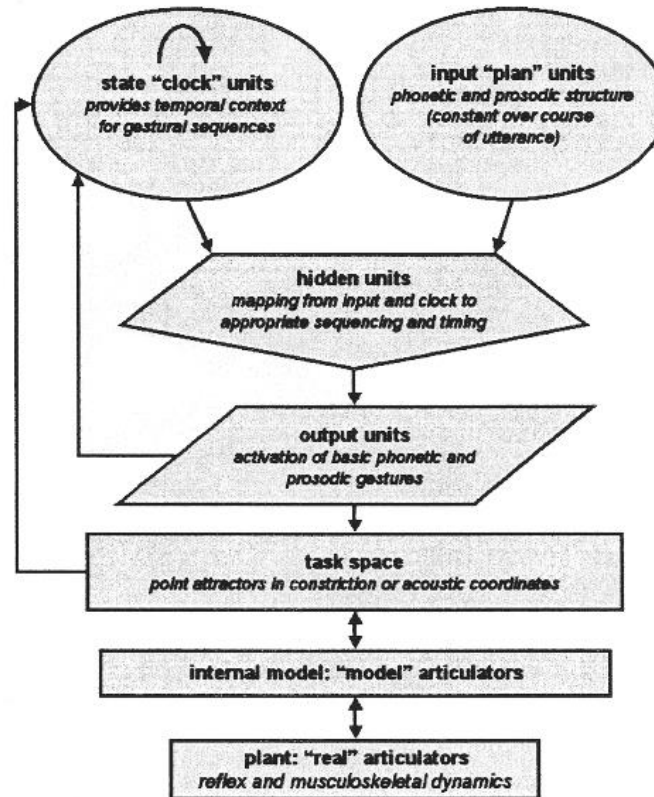 state "clock" units
provides temporal context
for gestural sequences
input "plan" units
phonetic and prosodic structure
(constant over course
of utterance)
hidden units
mapping from input and clock to
appropriate sequencing and timing
output units
activation of basic phonetic and
prosodic gestures
task space
point attractors in constriction or acoustic coordinates
internal model: "model" articulators
plant: "real" articulators
reflex and musculoskeletal dynamics